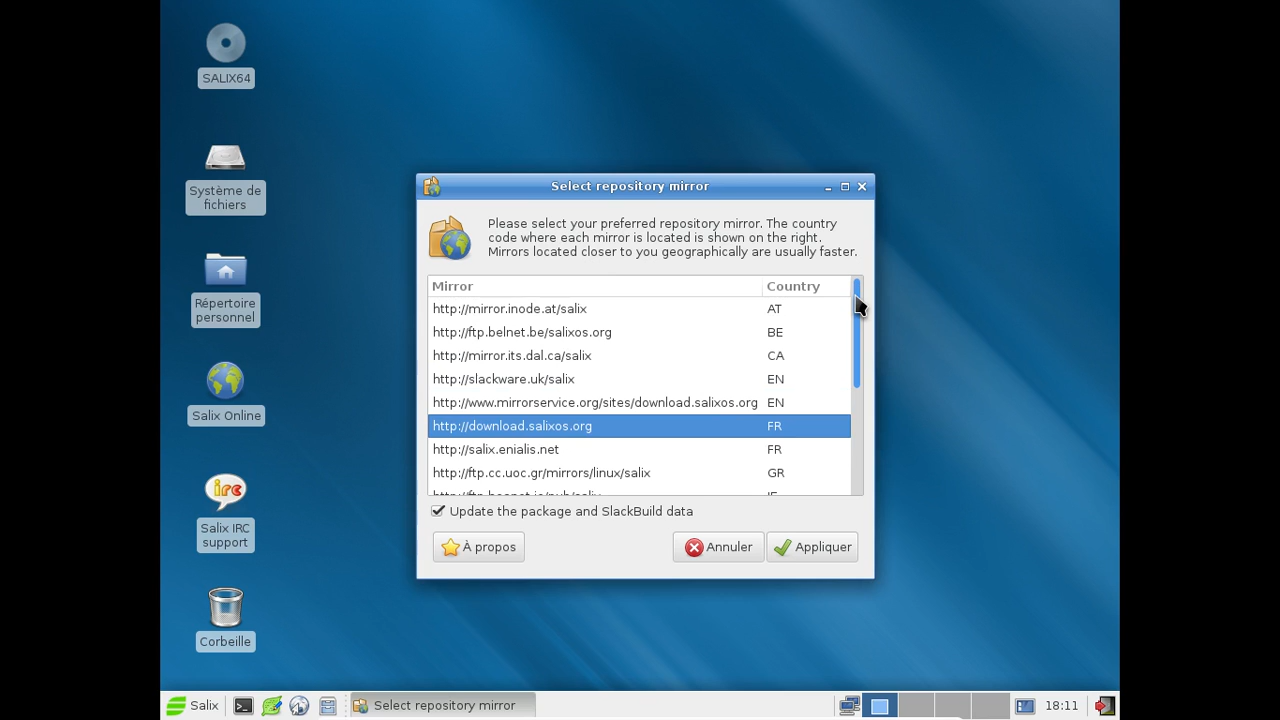 SALIX64
Système de
fichiers
Répertoire
personnel
Salix Online
irc
Salix IRC
support
Corbeille
Select repository mirror
Please select your preferred repository mirror. The country
code where each mirror is located is shown on the right.
Mirrors located closer to you geographically are usually faster.
Mirror Country
http://mirror.inode.at/salix AT
http://ftp.belnet.be/salixos.org BE
http://mirror.its.dal.ca/salix CA
http://slackware.uk/salix EN
http://www.mirrorservice.org/sites/download.salixos.org EN
http://download.salixos.org FR
http://salix.enialis.net FR
http://ftp.cc.uoc.gr/mirrors/linux/salix GR
Update the package and SlackBuild data
À propos Annuler Appliquer
Salix Select repository mirror 18:11